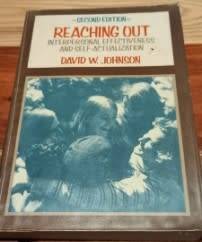 -SECOND EDITION-
REACHING OUT
INTERPERSONAL EFFECTIVENESS
AND SELF-ACTUALIZATION
DAVID W. JOHNSON